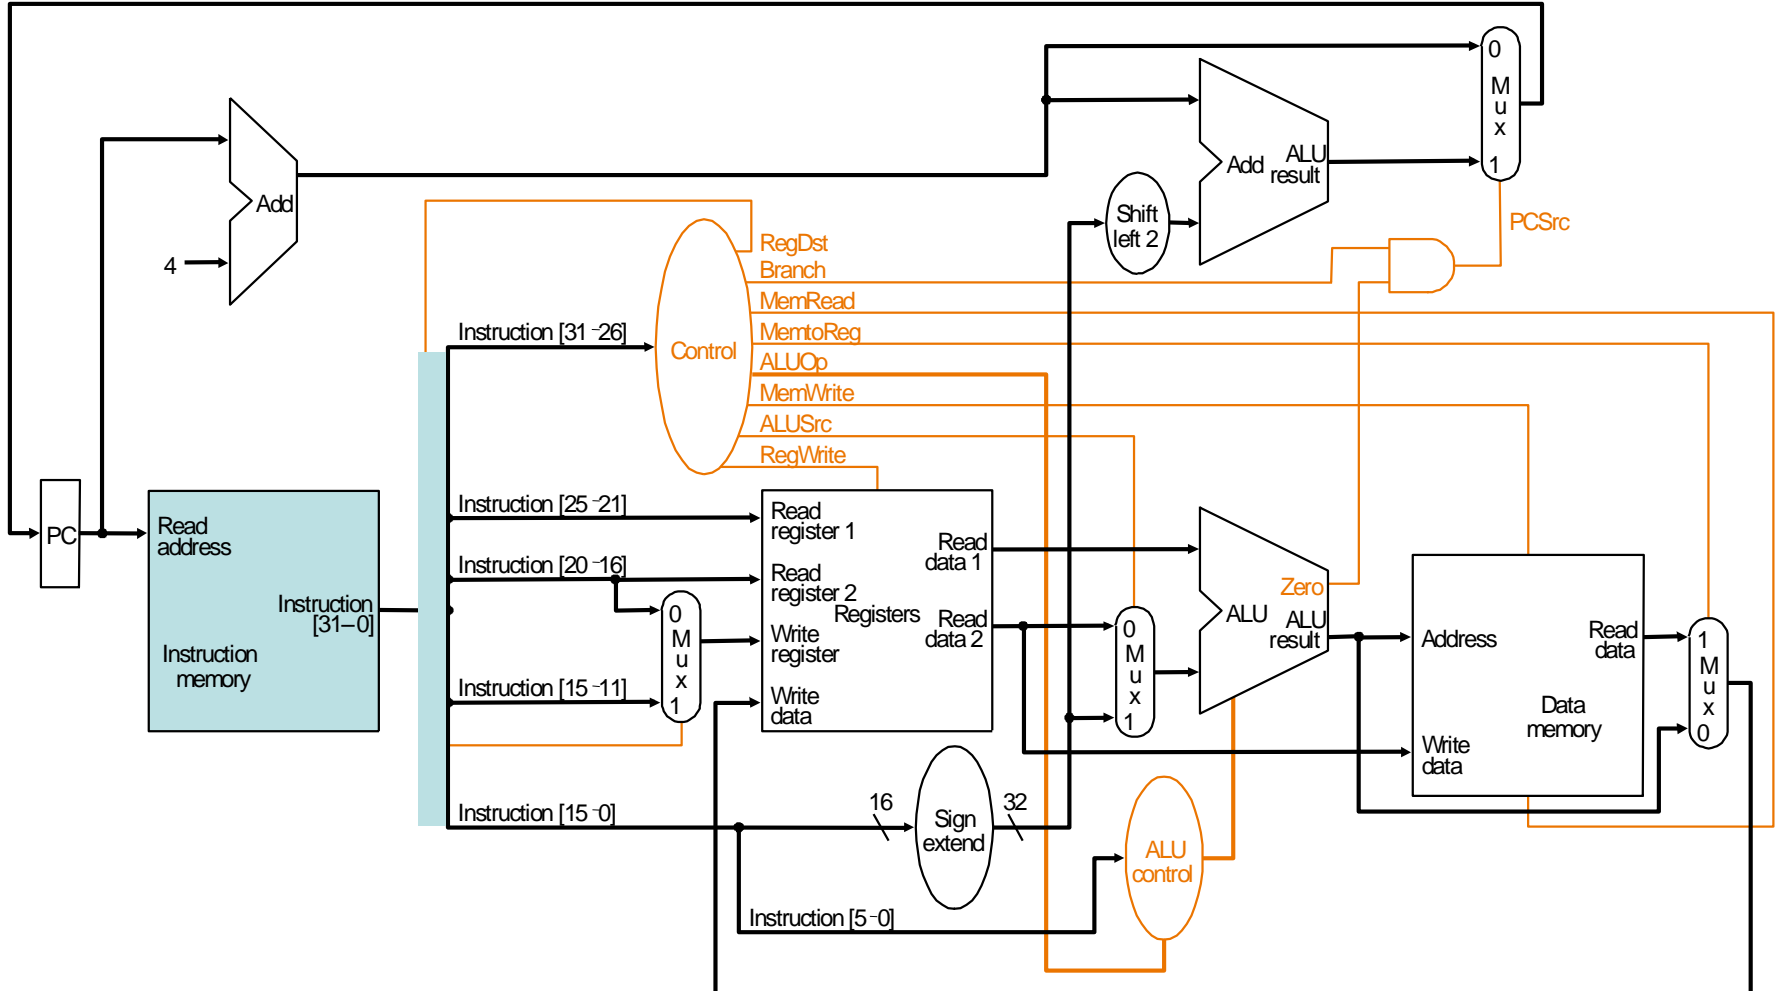 0
M
u
x
1
Add
ALU
result
Add
4
Shift
left 2
PCSrc
RegDst
Branch
MemRead
MemtoReg
ALUOp
MemWrite
ALUSrc
RegWrite
Control
Instruction [31-26]
Instruction [25-21]
Instruction [20-16]
Instruction [15-11]
Instruction [15-0]
Instruction [5-0]
PC
Read
address
Instruction
[31-0]
Instruction
memory
0
M
u
x
1
Read
register 1
Read
register 2
Write
register
Write
data
Registers
Read
data 1
Read
data 2
0
M
u
x
1
Zero
ALU
ALU
result
Address
Read
data
Data
memory
Write
data
1
M
u
x
0
16
Sign
extend
32
ALU
control